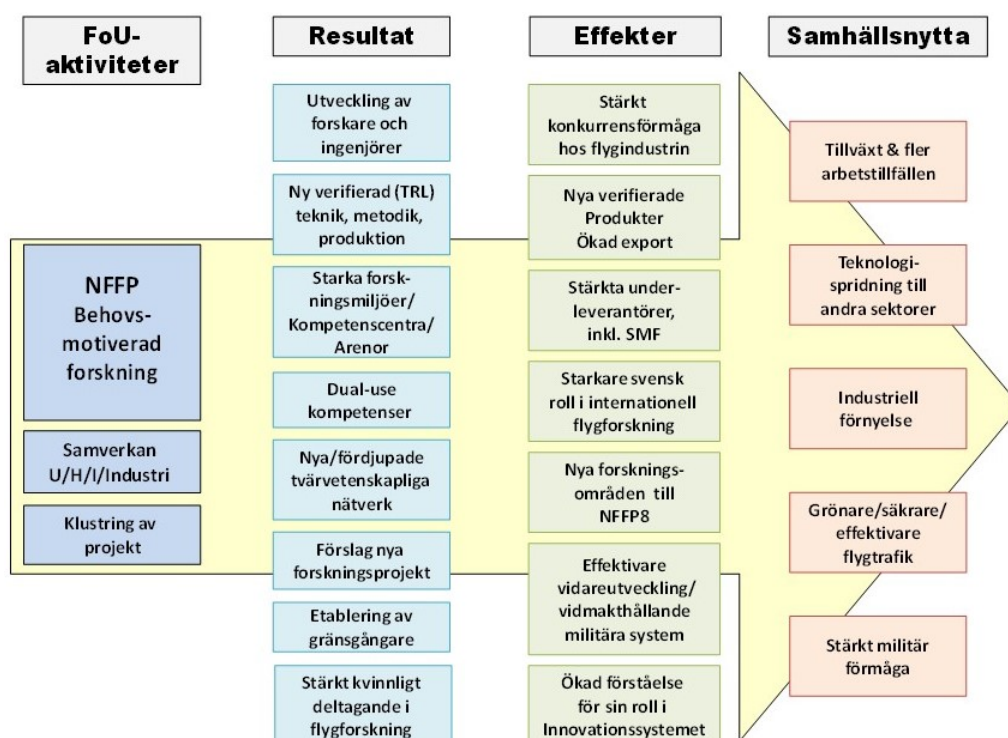 FoU-
aktiviteter
Resultat
Effekter
Samhällsnytta
NFFP
Behovs-
motiverad
forskning
Samverkan
U/H/I/Industri
Klustring av
projekt
Utveckling av
forskare och
ingenjörer
Ny verifierad (TRL)
teknik, metodik,
produktion
Starka forsk-
ningsmiljöer/
Kompetenscentra/
Arenor
Dual-use
kompetenser
Nya/fördjupade
tvärvetenskapliga
nätverk
Förslag nya
forskningsprojekt
Etablering av
gränsgångare
Stärkt kvinnligt
deltagande i
flygforskning
Stärkt
konkurrensförmåga
hos flygindustrin
Nya verifierade
Produkter
Ökad export
Stärkta under-
leverantörer,
inkl. SMF
Starkare svensk
roll i internationell
flygforskning
Nya forsknings-
områden till
NFFP8
Effektivare
vidareutveckling/
vidmakthållande
militära system
Ökad förståelse
för sin roll i
Innovationssystemet
Tillväxt & fler
arbetstillfällen
Teknologi-
spridning till
andra sektorer
Industriell
förnyelse
Grönare/säkrare/
effektivare
flygtrafik
Stärkt militär
förmåga